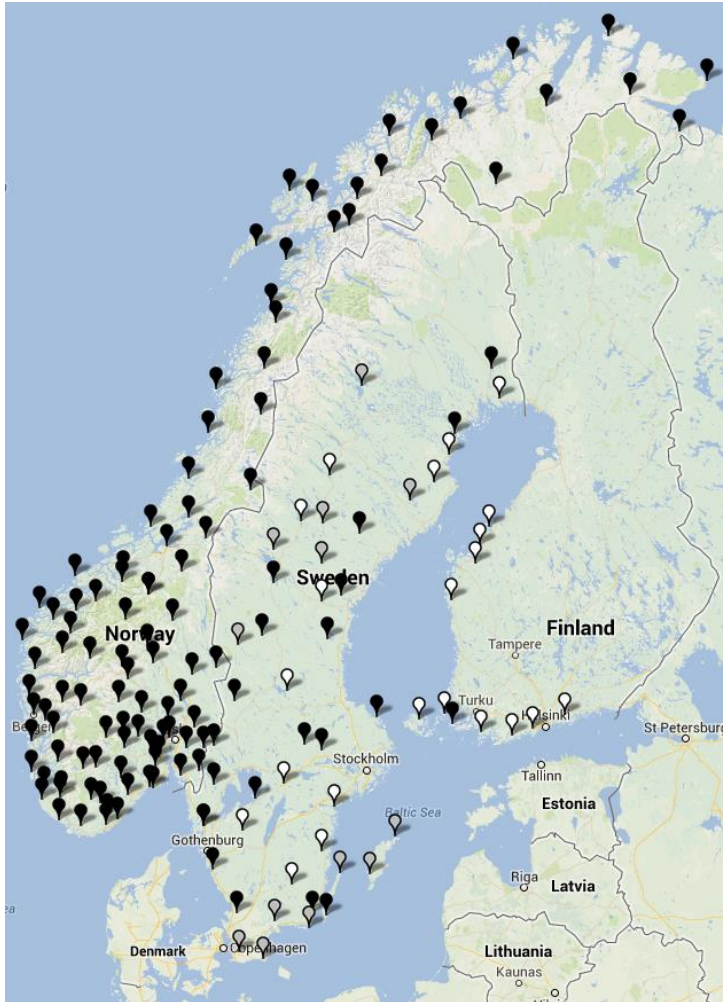 Sweden
Norway
Finland
Tampere
Turku
Helsinki
St Petersburg
Stockholm
Tallinn
Estonia
Baltic Sea
Gothenburg
Riga
Latvia
Denmark
Copenhagen
Lithuania
Kaunas